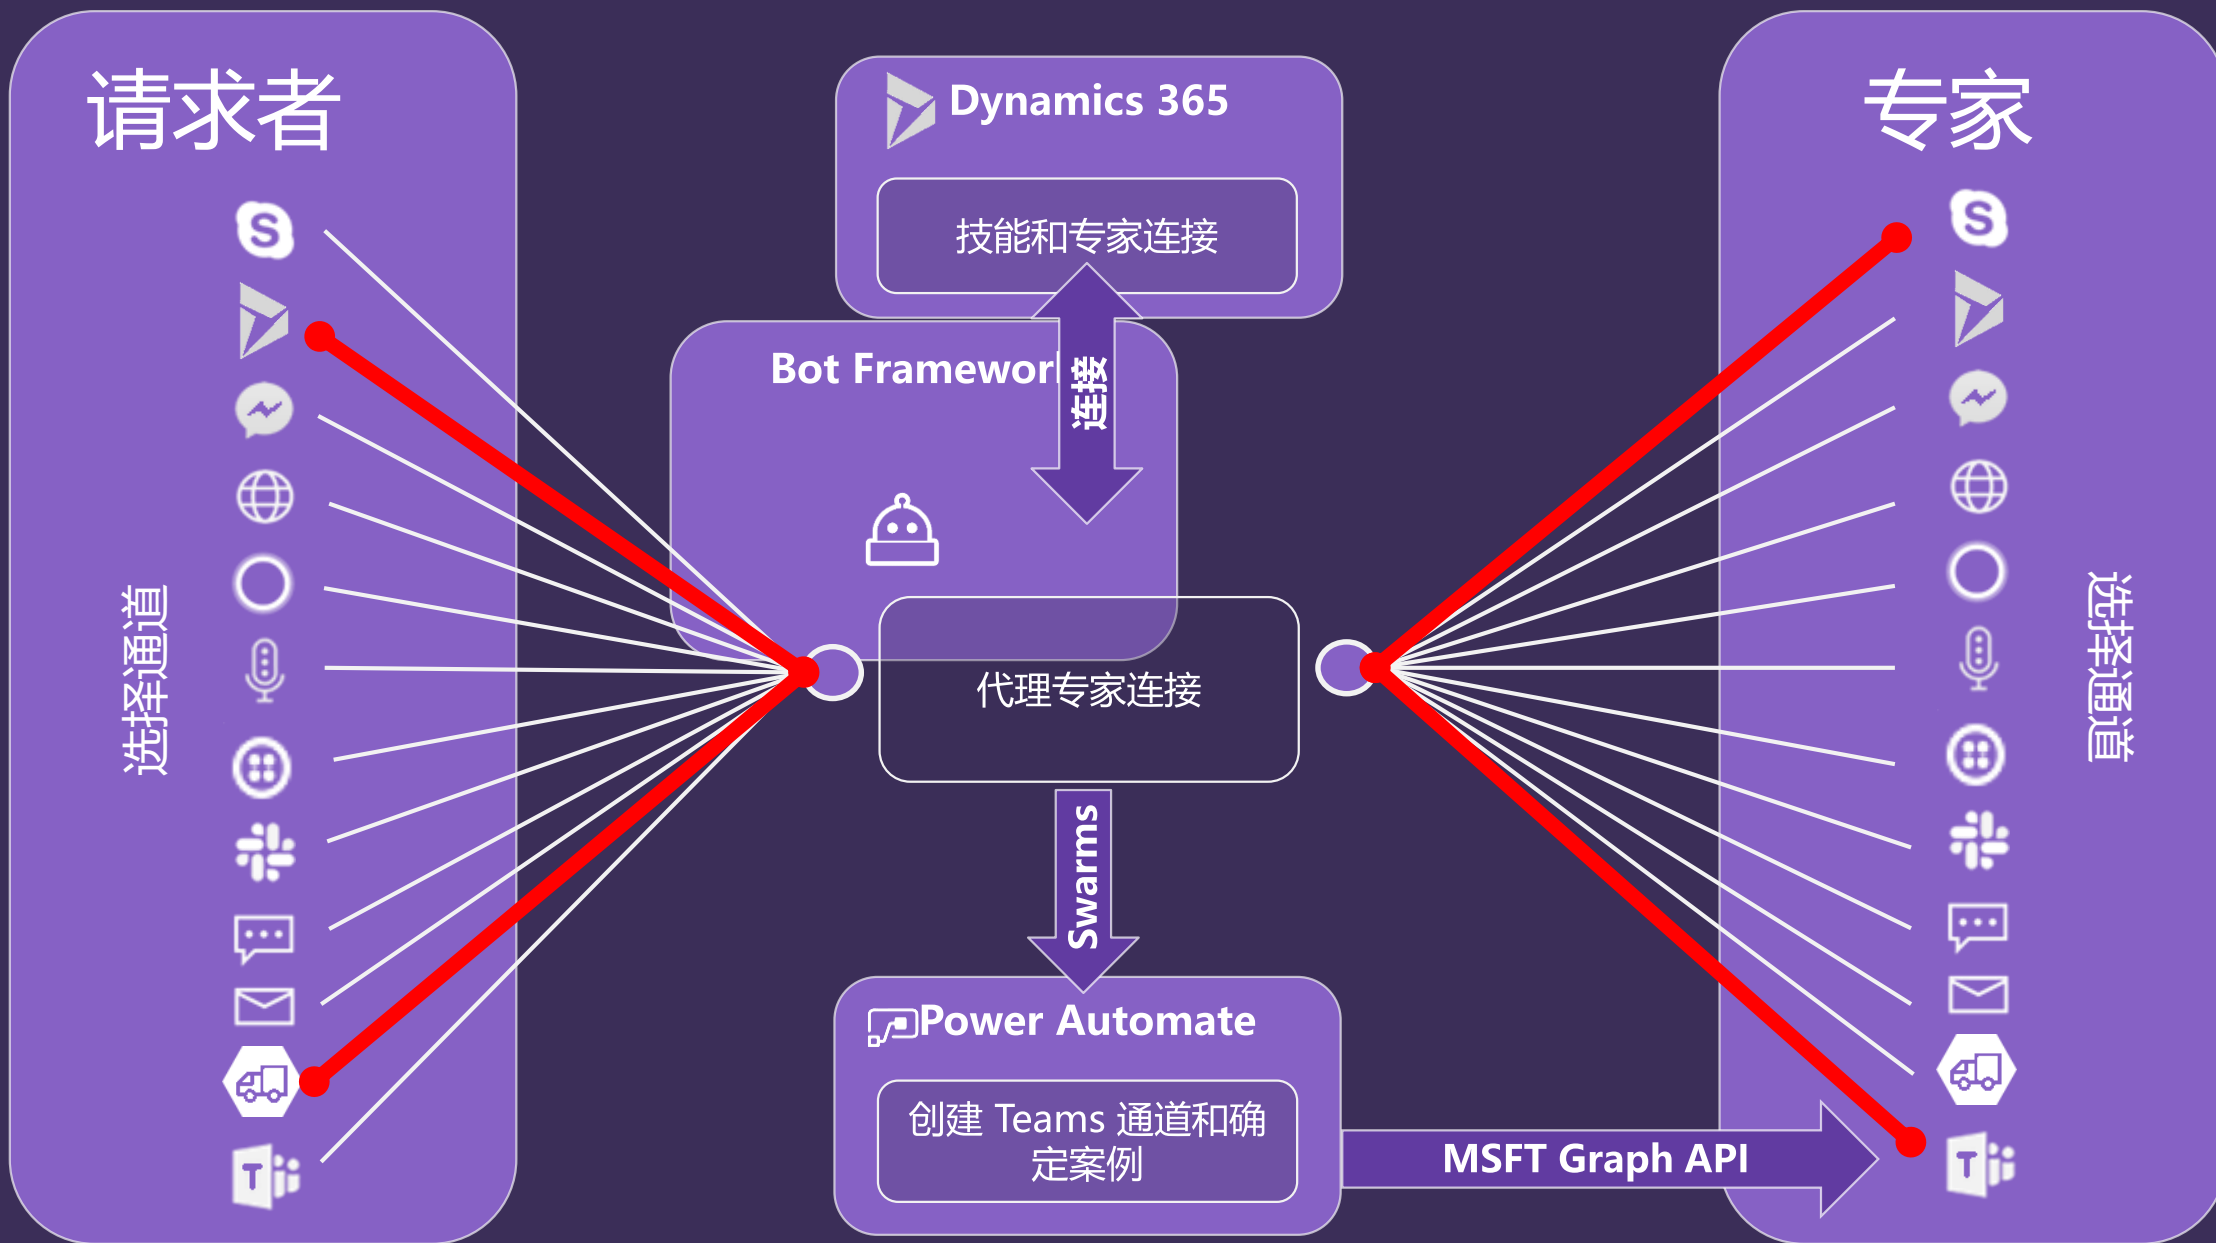 请求者
选择通道
Dynamics 365
技能和专家连接
Bot Framewor
连接
代理专家连接
Swarms
Power Automate
创建 Teams 通道和确
定案例
MSFT Graph API
专家
选择通道